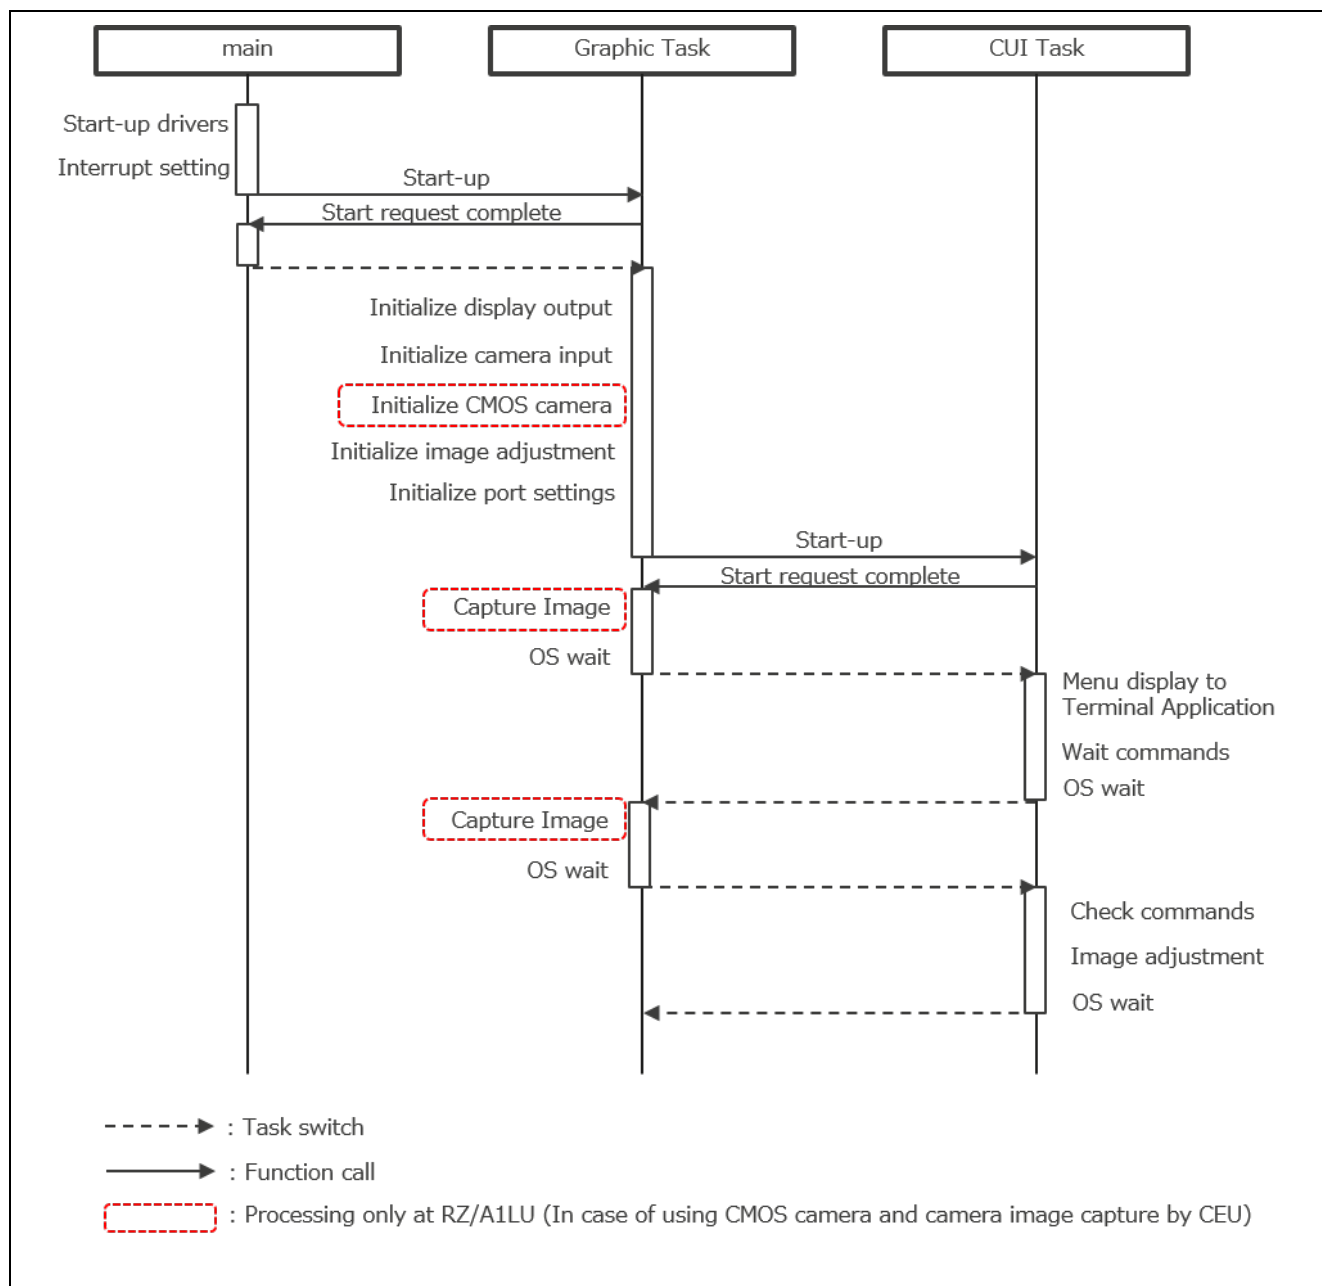 main
Graphic Task
CUI Task
Start-up drivers
Interrupt setting
Start-up
Start request complete
Initialize display output
Initialize camera input
Initialize CMOS camera
Initialize image adjustment
Initialize port settings
Start-up
Start request complete
Capture Image
OS wait
Menu display to
Terminal Application
Wait commands
OS wait
Capture Image
OS wait
Check commands
Image adjustment
OS wait
: Task switch
: Function call
: Processing only at RZ/A1LU (In case of using CMOS camera and camera image capture by CEU)